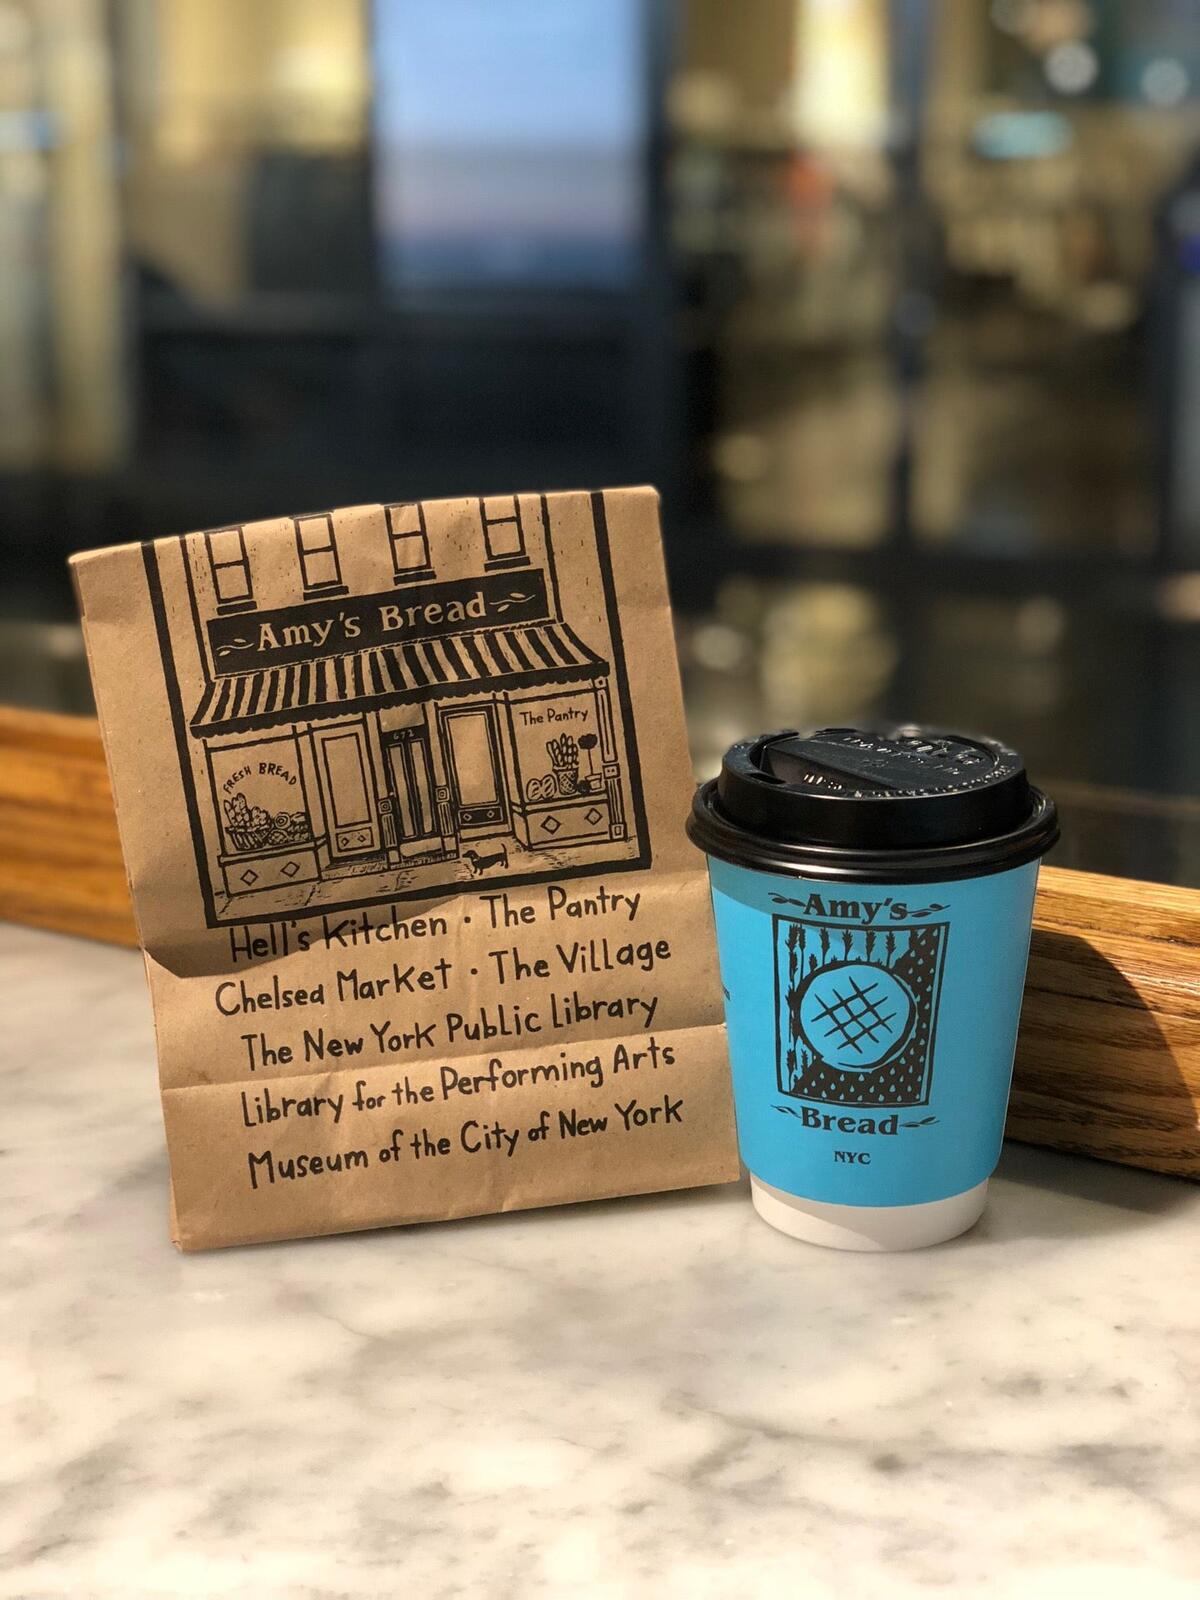 Amy's Bread
The Pantry
672
FRESH BREAD
Hell's Kitchen · The Pantry
Chelsea Market · The Village
The New York Public Library
Library for the Performing Arts
Museum of the City of New York
Amy's
Bread
NYC